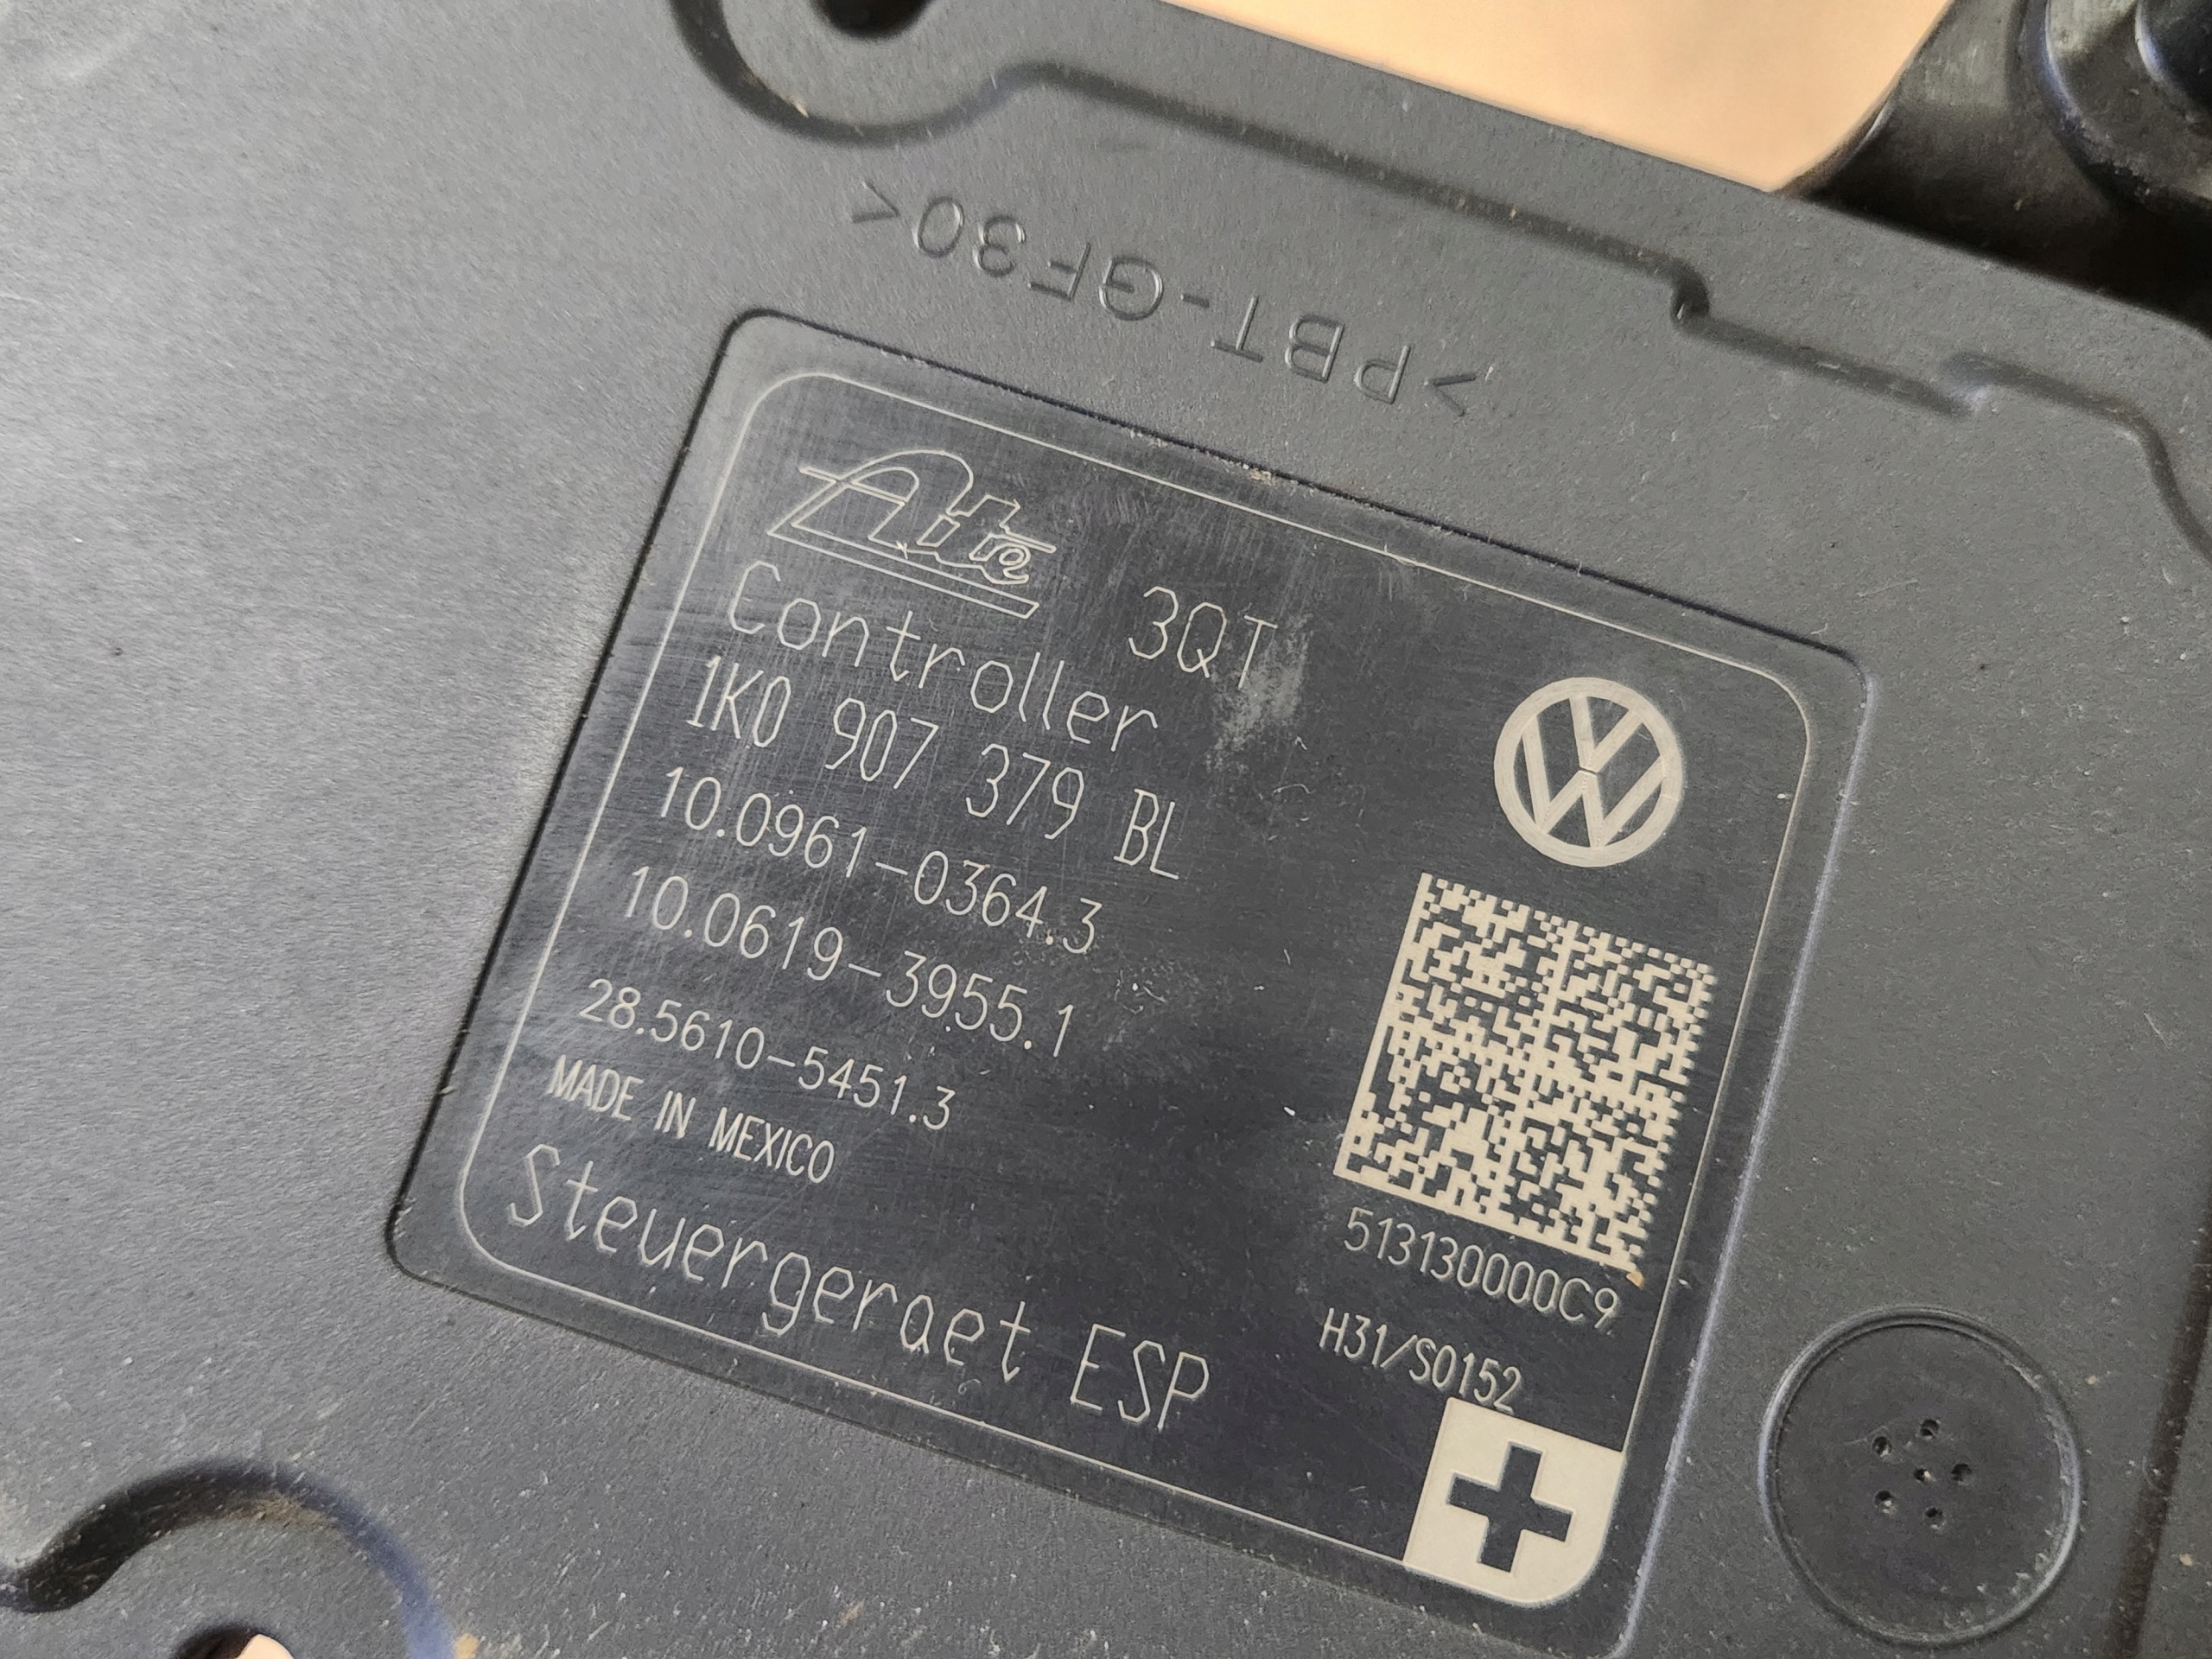 >PBT-GF30<
Ate 3QT
Controller
1K0 907 379 BL
10.0961-0364.3
10.0619-3955.1
28.5610-5451.3
MADE IN MEXICO
Steuergeraet ESP
513130000C9
H31/S0152